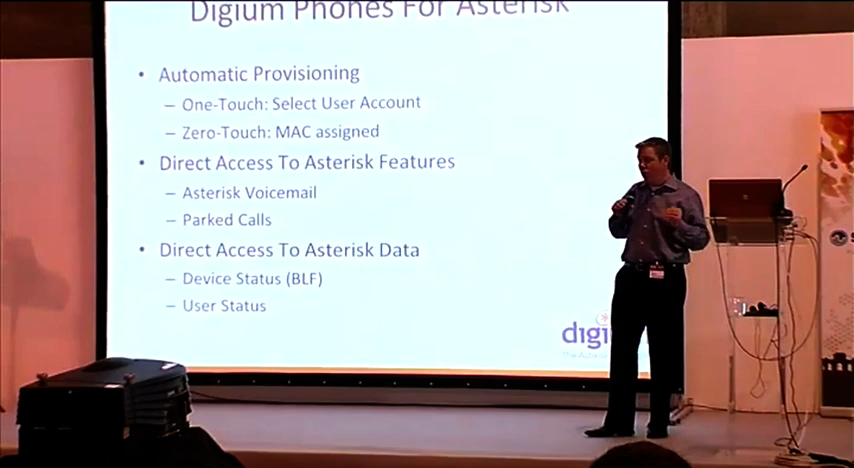 Digium Phones For Asterisk
• Automatic Provisioning
– One-Touch: Select User Account
– Zero-Touch: MAC assigned
• Direct Access To Asterisk Features
– Asterisk Voicemail
– Parked Calls
• Direct Access To Asterisk Data
– Device Status (BLF)
– User Status
digi